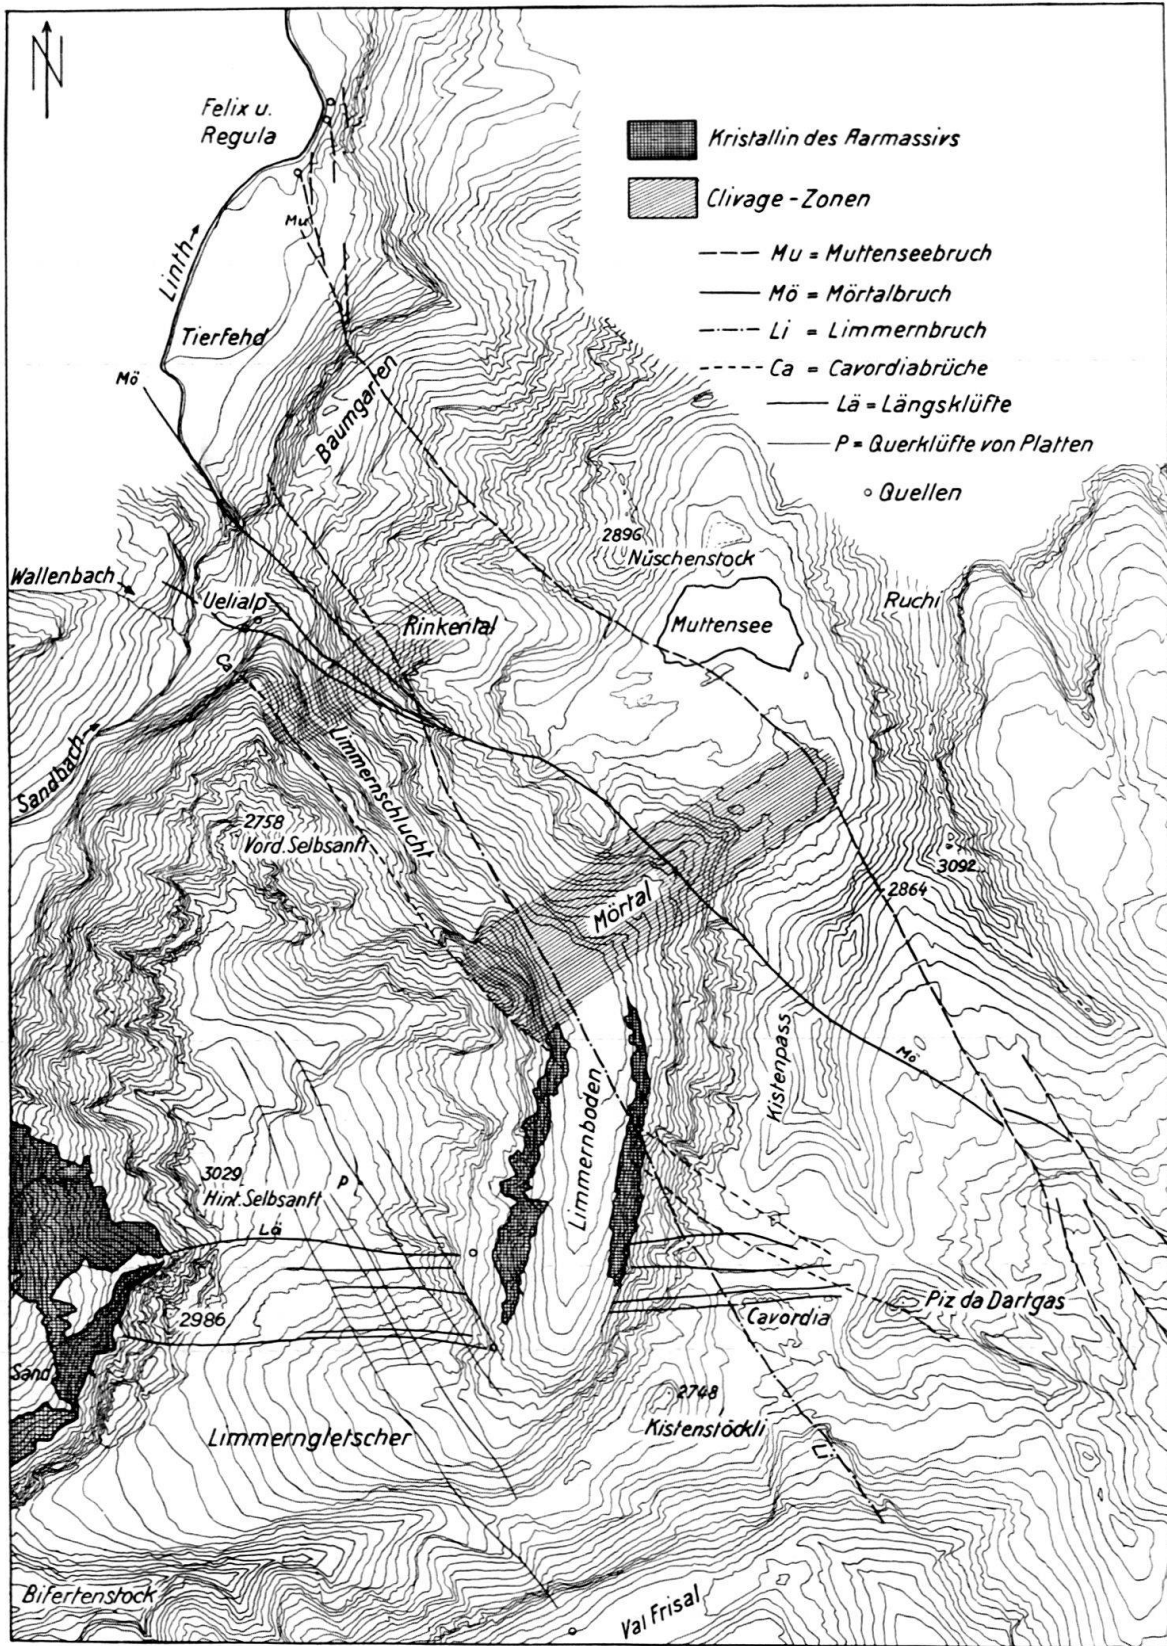 N
Felix u.
Regula
Kristallin des Aarmassivs
Clivage - Zonen
Mu = Muttenseebruch
Mö = Mörtalbruch
Li = Limmernbruch
Ca = Cavordiabrüche
Lä = Längsklüfte
P = Querklüfte von Platten
Quellen
Mu
Linth
Tierfehd
Mö
Baumgarten
2896
Nüschenstock
Wallenbach
Uelialp
Rinkental
Muttensee
Ruchi
Ca
Sandbach
Limmernschlucht
2758
Vord. Selbsanft
3092
2864
Mörtal
Kistenpass
Mö
Limmernboden
3029
Hint. Selbsanft
P
Lä
2986
Cavordia
Piz da Dartgas
Sand
2748
Kistenstöckli
Limmerngletscher
Li
Bifertenstock
Val Frisal